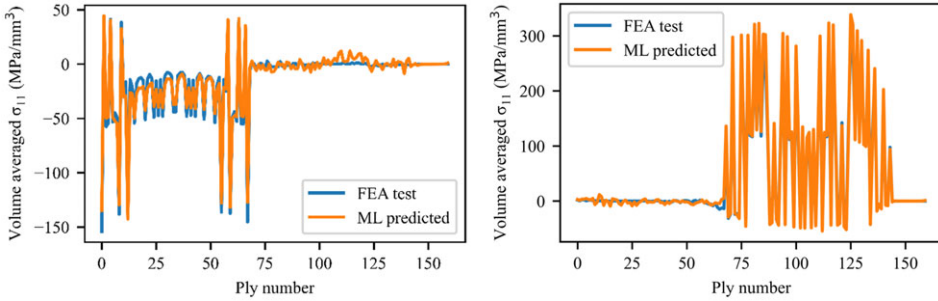 Volume averaged σ₁₁ (MPa/mm³)
50
0
−50
−100
−150
FEA test
ML predicted
0 25 50 75 100 125 150
Ply number
Volume averaged σ₁₁ (MPa/mm³)
FEA test
ML predicted
300
200
100
0
0 25 50 75 100 125 150
Ply number